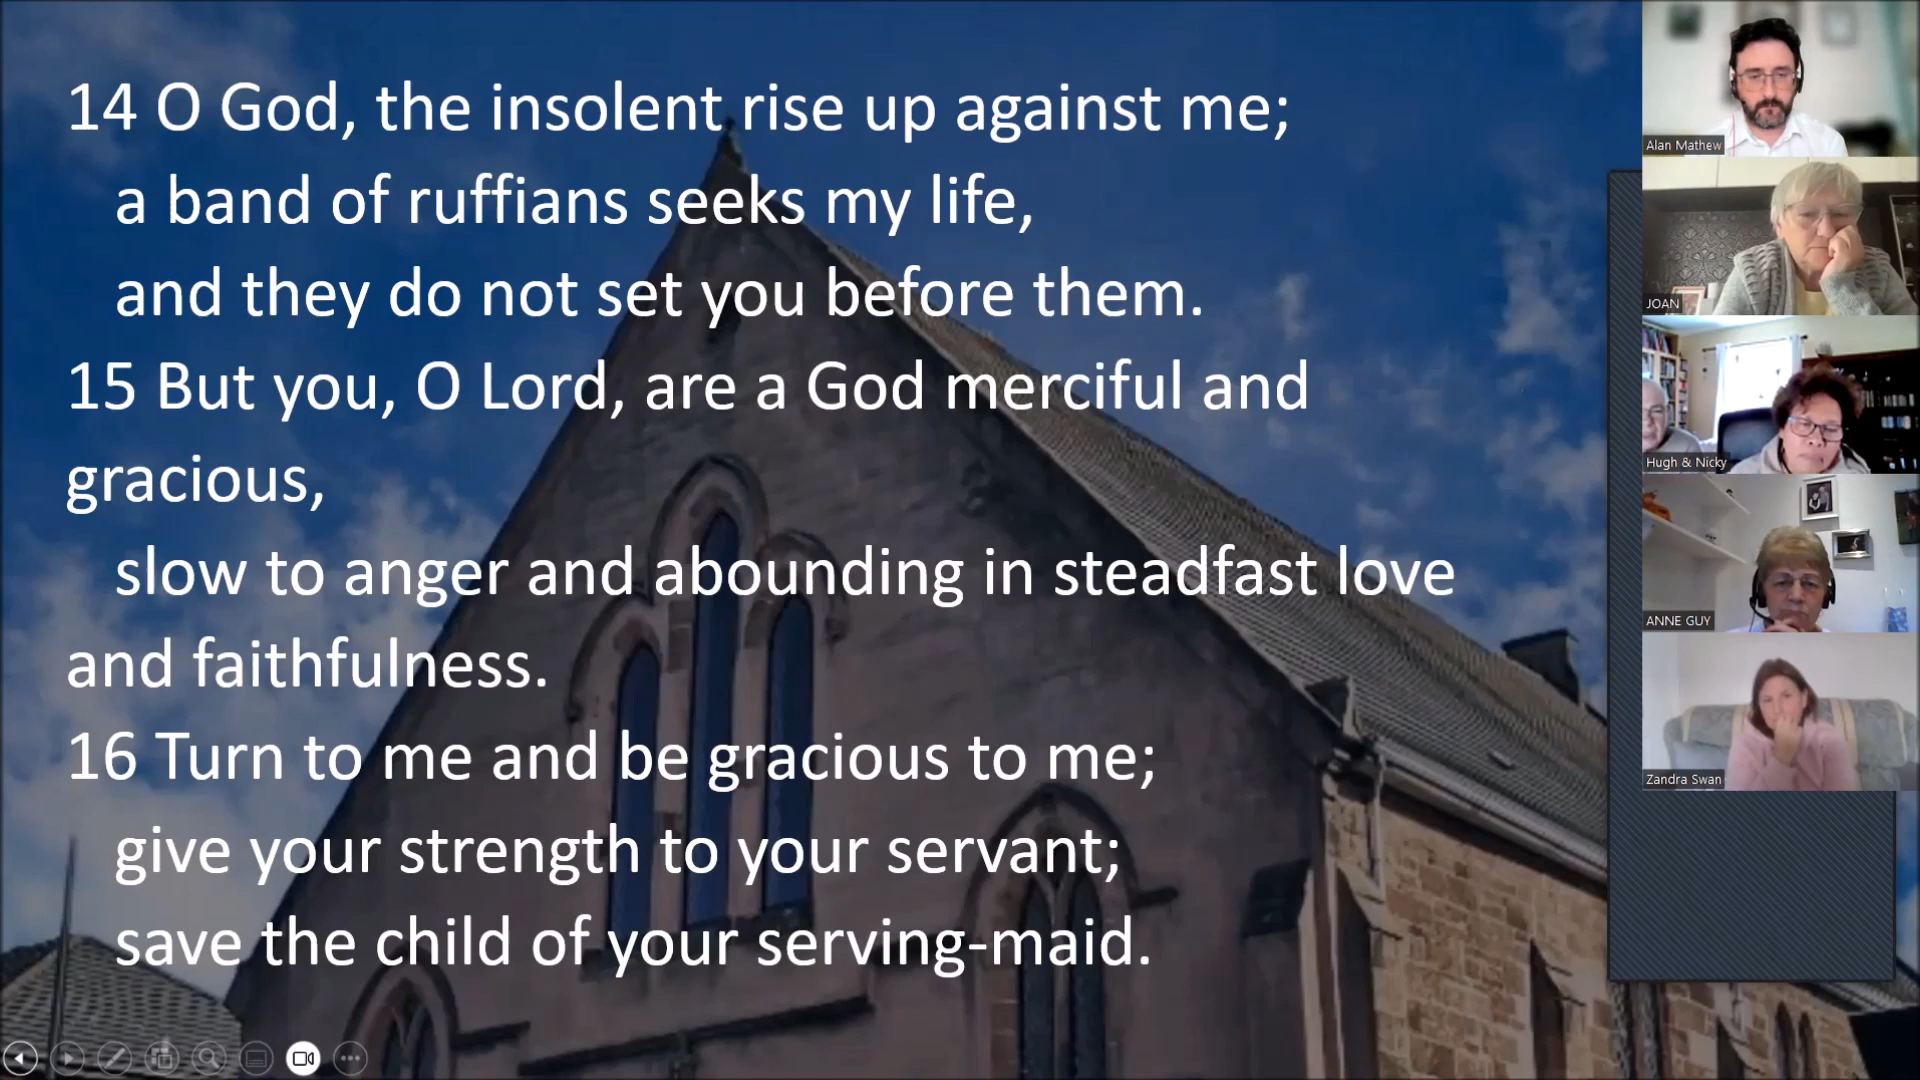 14 O God, the insolent rise up against me;
a band of ruffians seeks my life,
and they do not set you before them.
15 But you, O Lord, are a God merciful and
gracious,
slow to anger and abounding in steadfast love
and faithfulness.
16 Turn to me and be gracious to me;
give your strength to your servant;
save the child of your serving-maid.
Alan Mathew
JOAN
Hugh & Nicky
ANNE GUY
Zandra Swan